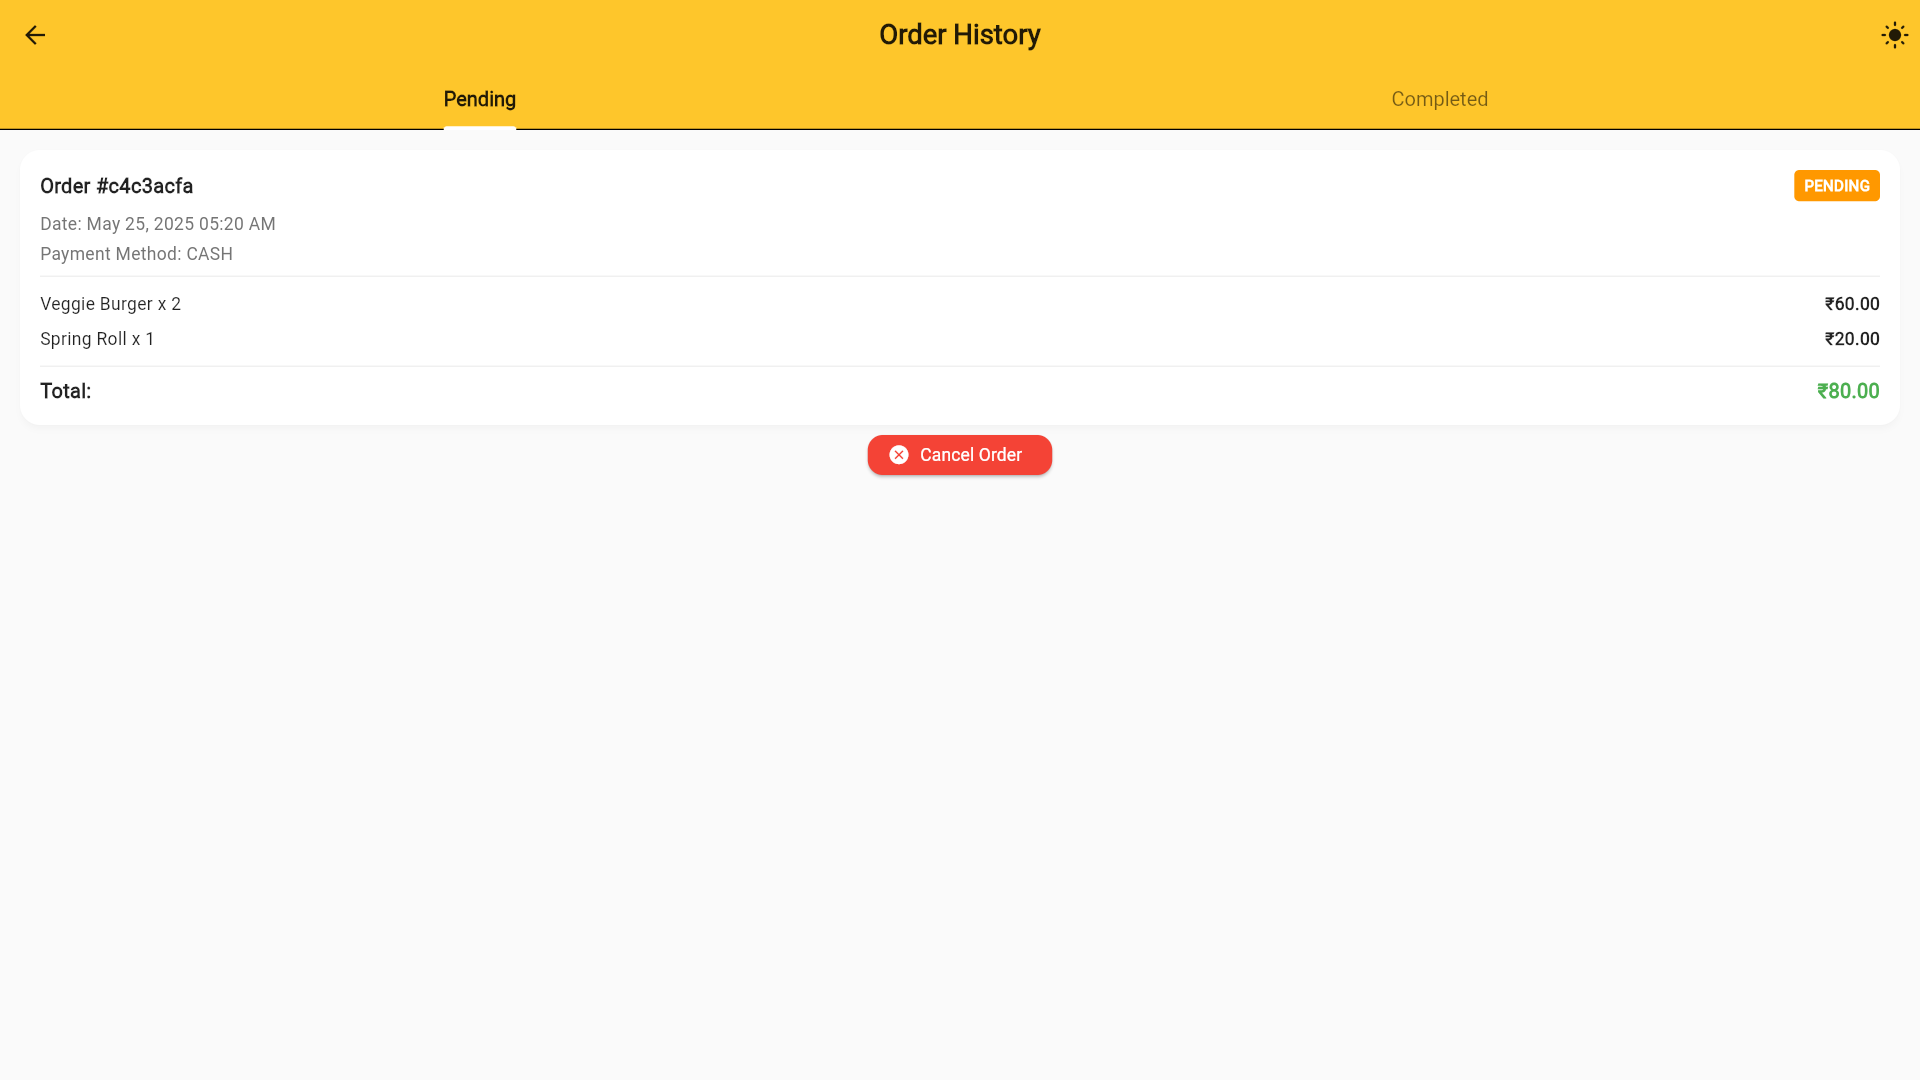 Order History
Pending
Completed
Order #c4c3acfa
PENDING
Date: May 25, 2025 05:20 AM
Payment Method: CASH
Veggie Burger x 2
₹60.00
Spring Roll x 1
₹20.00
Total:
₹80.00
Cancel Order